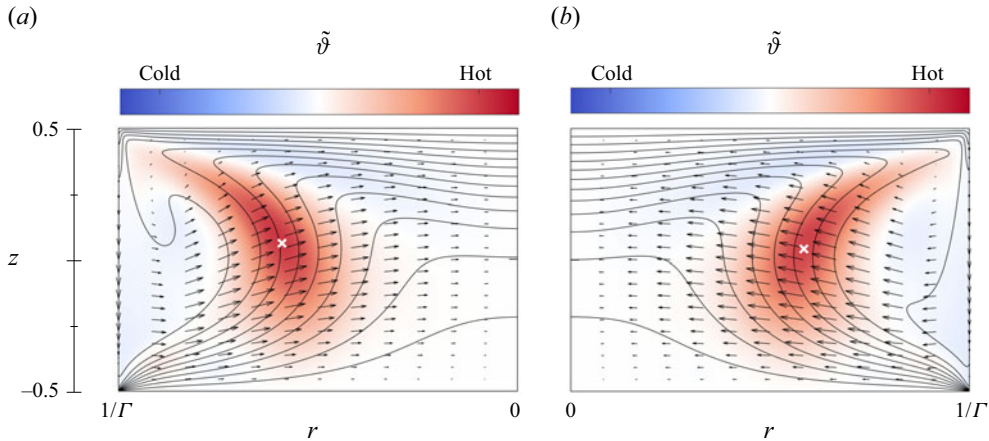 (a) (b)
ϑ̃ ϑ̃
Cold Hot Cold Hot
0.5
z
−0.5
1/Γ 0 0 1/Γ
r r